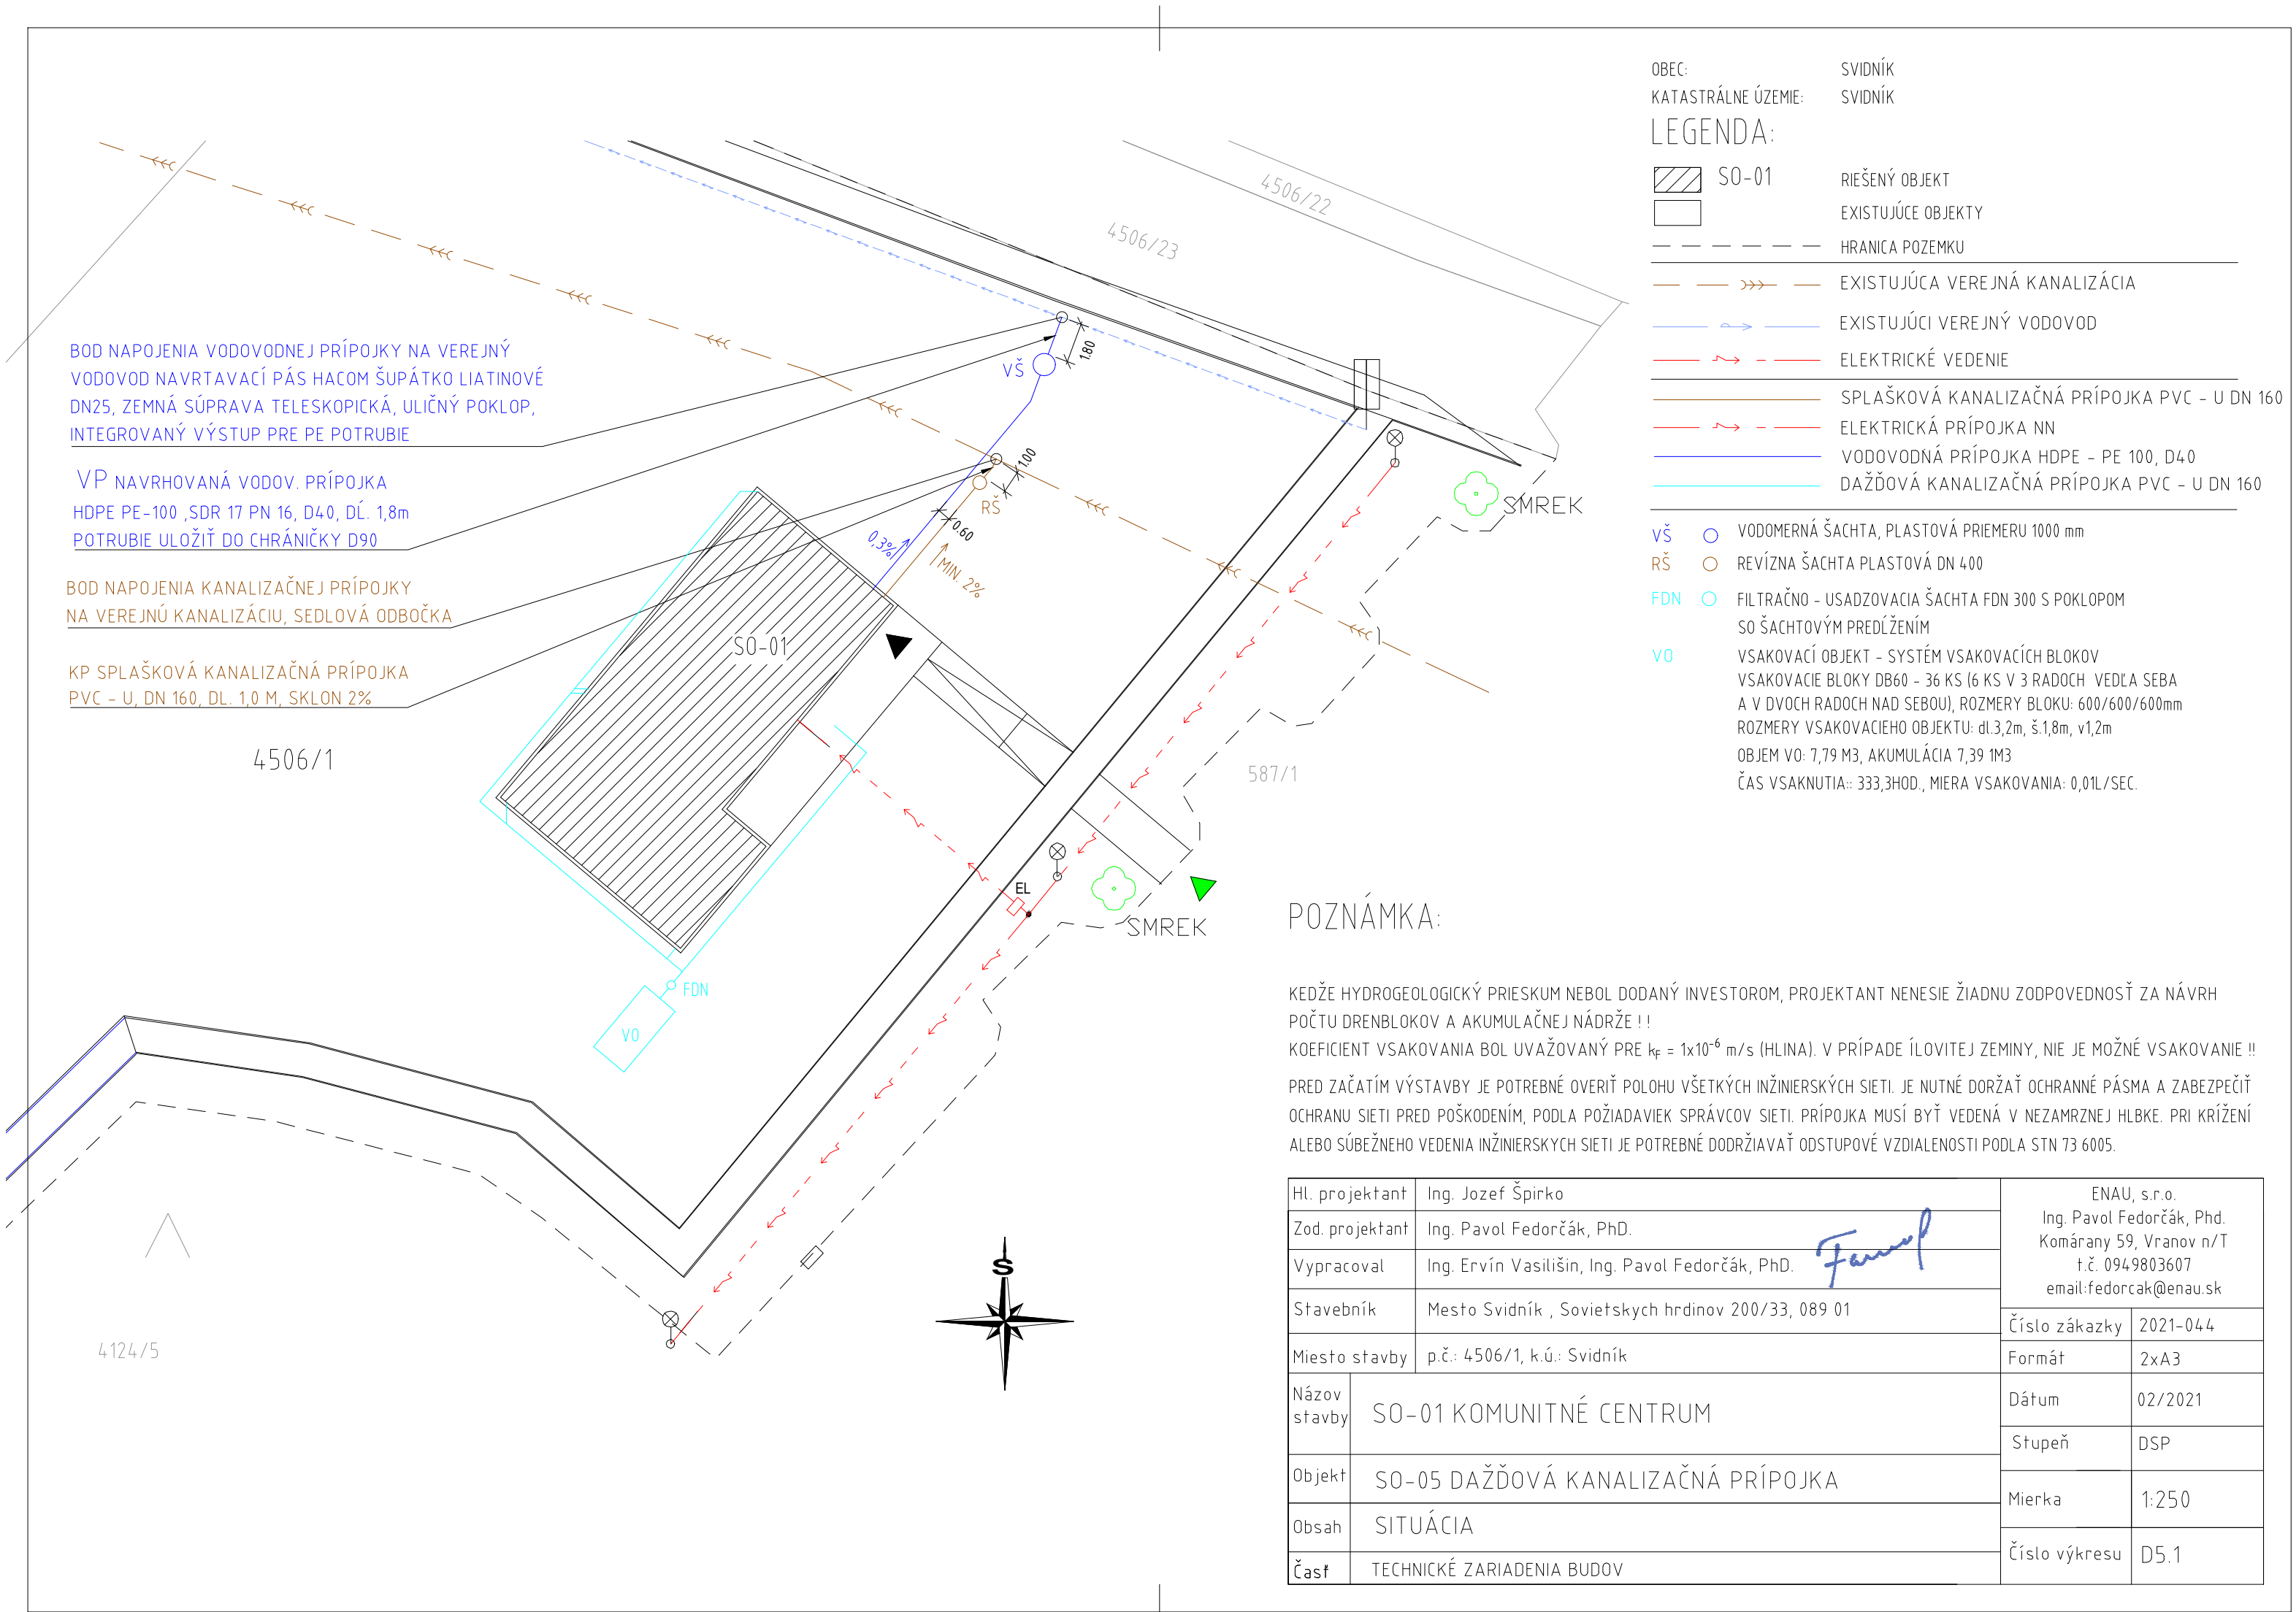 OBEC: SVIDNÍK
KATASTRÁLNE ÚZEMIE: SVIDNÍK
LEGENDA:
SO-01 RIEŠENÝ OBJEKT
EXISTUJÚCE OBJEKTY
HRANICA POZEMKU
EXISTUJÚCA VEREJNÁ KANALIZÁCIA
EXISTUJÚCI VEREJNÝ VODOVOD
ELEKTRICKÉ VEDENIE
SPLAŠKOVÁ KANALIZAČNÁ PRÍPOJKA PVC - U DN 160
ELEKTRICKÁ PRÍPOJKA NN
VODOVODNÁ PRÍPOJKA HDPE - PE 100, D40
DAŽĎOVÁ KANALIZAČNÁ PRÍPOJKA PVC - U DN 160
VŠ VODOMERNÁ ŠACHTA, PLASTOVÁ PRIEMERU 1000 mm
RŠ REVÍZNA ŠACHTA PLASTOVÁ DN 400
FDN FILTRAČNO - USADZOVACIA ŠACHTA FDN 300 S POKLOPOM
SO ŠACHTOVÝM PREDĹŽENÍM
VO VSAKOVACÍ OBJEKT - SYSTÉM VSAKOVACÍCH BLOKOV
VSAKOVACIE BLOKY DB60 - 36 KS (6 KS V 3 RADOCH VEDĽA SEBA
A V DVOCH RADOCH NAD SEBOU), ROZMERY BLOKU: 600/600/600mm
ROZMERY VSAKOVACIEHO OBJEKTU: dl.3,2m, š.1,8m, v1,2m
OBJEM VO: 7,79 M3, AKUMULÁCIA 7,39 1M3
ČAS VSAKNUTIA:: 333,3HOD., MIERA VSAKOVANIA: 0,01L/SEC.
4506/22
4506/23
BOD NAPOJENIA VODOVODNEJ PRÍPOJKY NA VEREJNÝ
VODOVOD NAVRTAVACÍ PÁS HACOM ŠUPÁTKO LIATINOVÉ
DN25, ZEMNÁ SÚPRAVA TELESKOPICKÁ, ULIČNÝ POKLOP,
INTEGROVANÝ VÝSTUP PRE PE POTRUBIE
VP NAVRHOVANÁ VODOV. PRÍPOJKA
HDPE PE-100 ,SDR 17 PN 16, D40, DĹ. 1,8m
POTRUBIE ULOŽIŤ DO CHRÁNIČKY D90
BOD NAPOJENIA KANALIZAČNEJ PRÍPOJKY
NA VEREJNÚ KANALIZÁCIU, SEDLOVÁ ODBOČKA
KP SPLAŠKOVÁ KANALIZAČNÁ PRÍPOJKA
PVC - U, DN 160, DL. 1,0 M, SKLON 2%
4506/1
VŠ
1.80
1.00
RŠ
0.60
0,3%
MIN. 2%
SO-01
SMREK
587/1
EL
SMREK
FDN
VO
4124/5
S
POZNÁMKA:
KEDŽE HYDROGEOLOGICKÝ PRIESKUM NEBOL DODANÝ INVESTOROM, PROJEKTANT NENESIE ŽIADNU ZODPOVEDNOSŤ ZA NÁVRH
POČTU DRENBLOKOV A AKUMULAČNEJ NÁDRŽE ! !
KOEFICIENT VSAKOVANIA BOL UVAŽOVANÝ PRE kF = 1x10⁻⁶ m/s (HLINA). V PRÍPADE ÍLOVITEJ ZEMINY, NIE JE MOŽNÉ VSAKOVANIE !!
PRED ZAČATÍM VÝSTAVBY JE POTREBNÉ OVERIŤ POLOHU VŠETKÝCH INŽINIERSKÝCH SIETI. JE NUTNÉ DORŽAŤ OCHRANNÉ PÁSMA A ZABEZPEČIŤ
OCHRANU SIETI PRED POŠKODENÍM, PODLA POŽIADAVIEK SPRÁVCOV SIETI. PRÍPOJKA MUSÍ BYŤ VEDENÁ V NEZAMRZNEJ HLBKE. PRI KRÍŽENÍ
ALEBO SÚBEŽNEHO VEDENIA INŽINIERSKYCH SIETI JE POTREBNÉ DODRŽIAVAŤ ODSTUPOVÉ VZDIALENOSTI PODLA STN 73 6005.
Hl. projektant Ing. Jozef Špirko
Zod. projektant Ing. Pavol Fedorčák, PhD.
Vypracoval Ing. Ervín Vasilišin, Ing. Pavol Fedorčák, PhD.
Stavebník Mesto Svidník , Sovietskych hrdinov 200/33, 089 01
Miesto stavby p.č.: 4506/1, k.ú.: Svidník
Názov
stavby SO-01 KOMUNITNÉ CENTRUM
Objekt SO-05 DAŽĎOVÁ KANALIZAČNÁ PRÍPOJKA
Obsah SITUÁCIA
Časť TECHNICKÉ ZARIADENIA BUDOV
ENAU, s.r.o.
Ing. Pavol Fedorčák, Phd.
Komárany 59, Vranov n/T
t.č. 0949803607
email:fedorcak@enau.sk
Číslo zákazky 2021-044
Formát 2xA3
Dátum 02/2021
Stupeň DSP
Mierka 1:250
Číslo výkresu D5.1